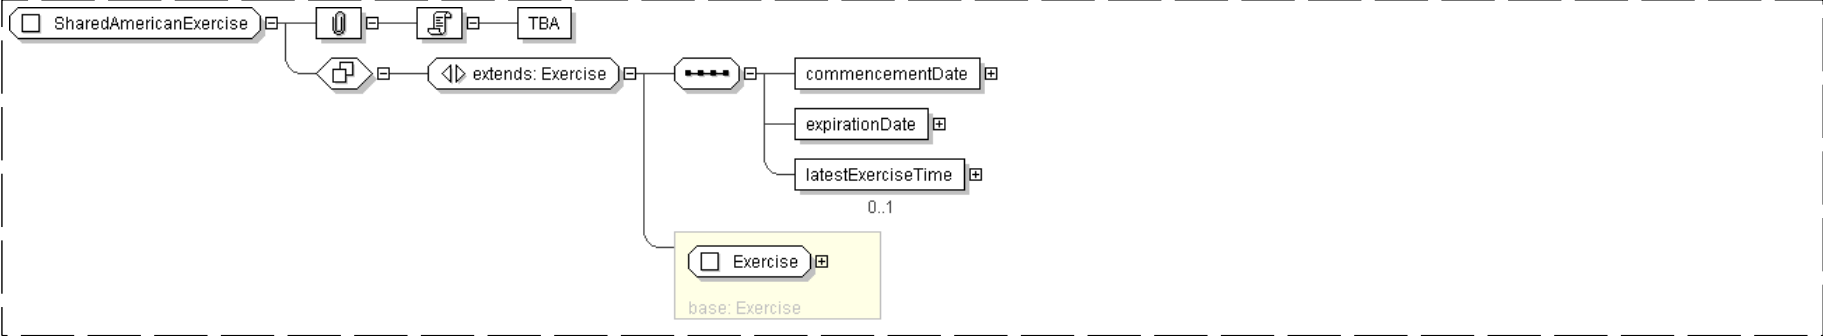 SharedAmericanExercise
TBA
extends: Exercise
commencementDate
expirationDate
latestExerciseTime
0..1
Exercise
base: Exercise